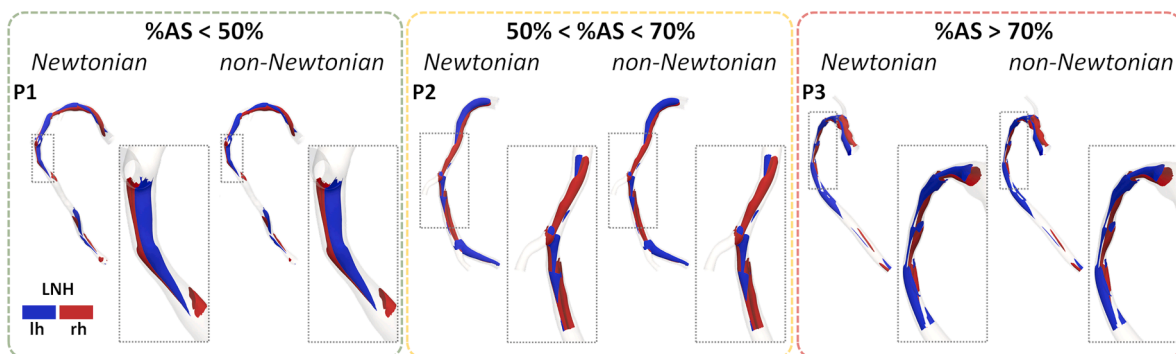 %AS < 50%
Newtonian non-Newtonian
P1
LNH
lh rh
50% < %AS < 70%
Newtonian non-Newtonian
P2
%AS > 70%
Newtonian non-Newtonian
P3